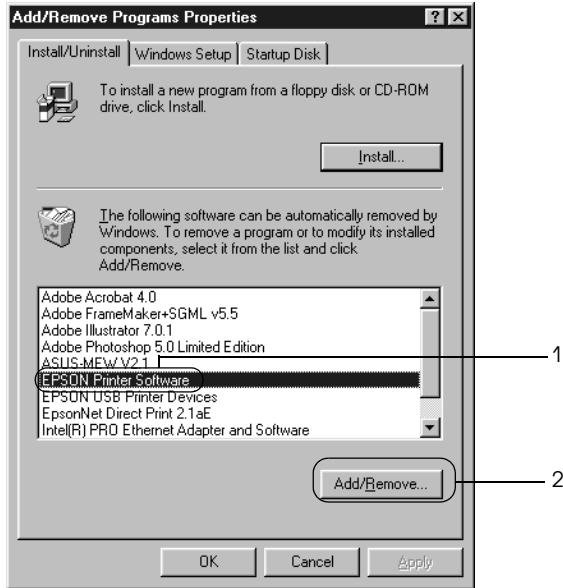 Add/Remove Programs Properties
Install/Uninstall
Windows Setup
Startup Disk
To install a new program from a floppy disk or CD-ROM
drive, click Install.
Install...
The following software can be automatically removed by
Windows. To remove a program or to modify its installed
components, select it from the list and click
Add/Remove.
Adobe Acrobat 4.0
Adobe FrameMaker+SGML v5.5
Adobe Illustrator 7.0.1
Adobe Photoshop 5.0 Limited Edition
ASUS-MEW V2.1
1
EPSON Printer Software
EPSON USB Printer Devices
EpsonNet Direct Print 2.1aE
Intel(R) PRO Ethernet Adapter and Software
Add/Remove...
2
OK
Cancel
Apply